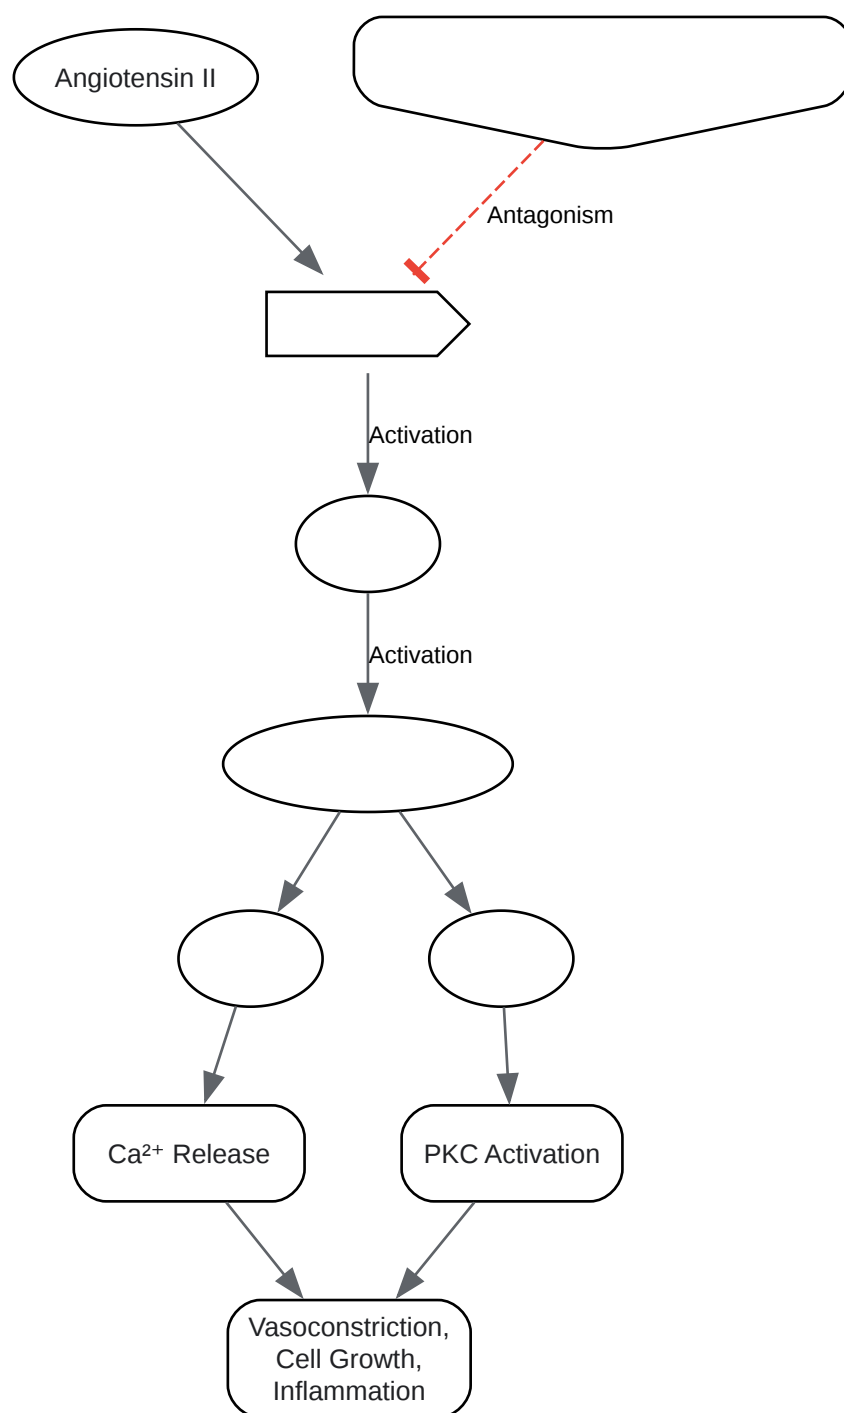 Angiotensin II
Antagonism
Activation
Activation
Ca²⁺ Release
PKC Activation
Vasoconstriction,
Cell Growth,
Inflammation